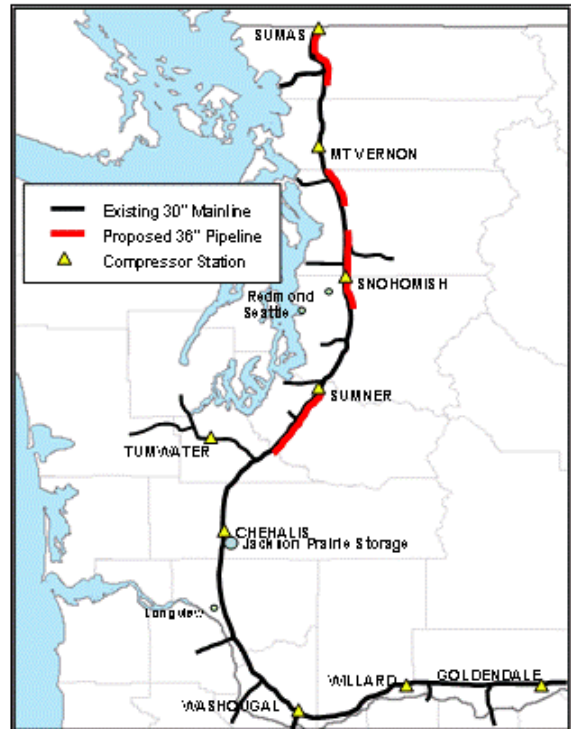 SUMAS
MT VERNON
Existing 30" Mainline
Proposed 36" Pipeline
Compressor Station
SNOHOMISH
Redmond
Seattle
SUMNER
TUMWATER
CHEHALIS
Jackson Prairie Storage
Longview
WILLARD
GOLDENDALE
WASHOUGAL